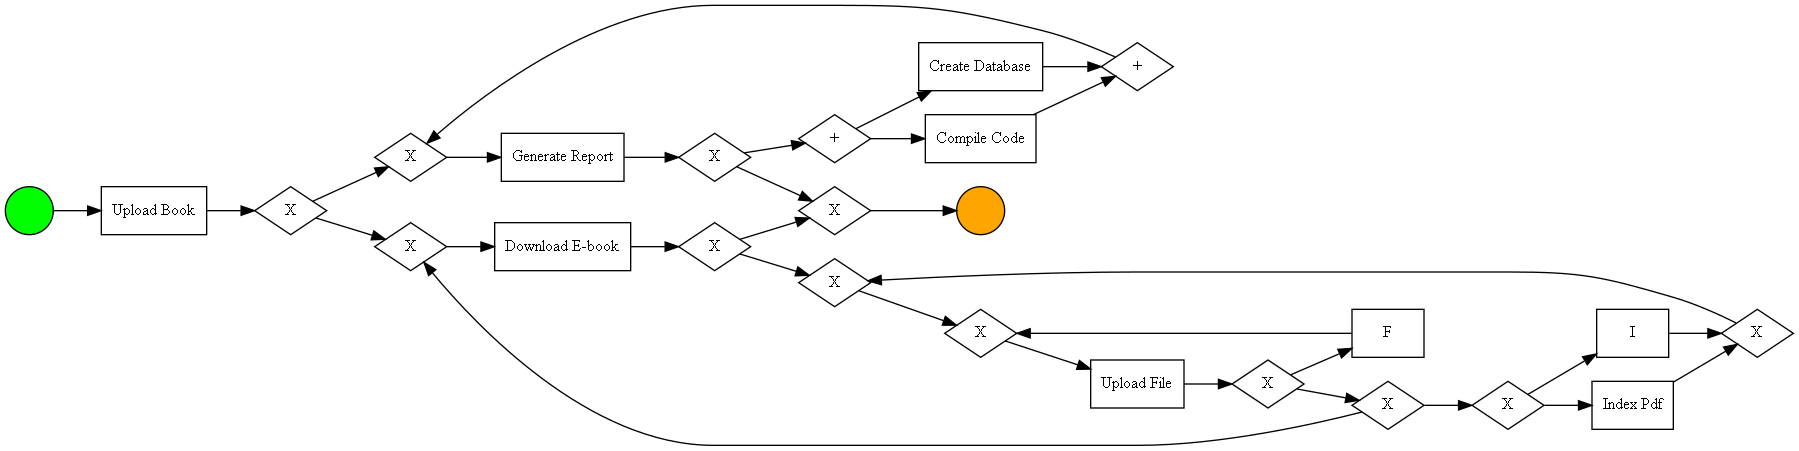 Create Database
+
+
Compile Code
X
Generate Report
X
Upload Book
X
X
X
Download E-book
X
X
X
F
I
X
Upload File
X
X
X
Index Pdf